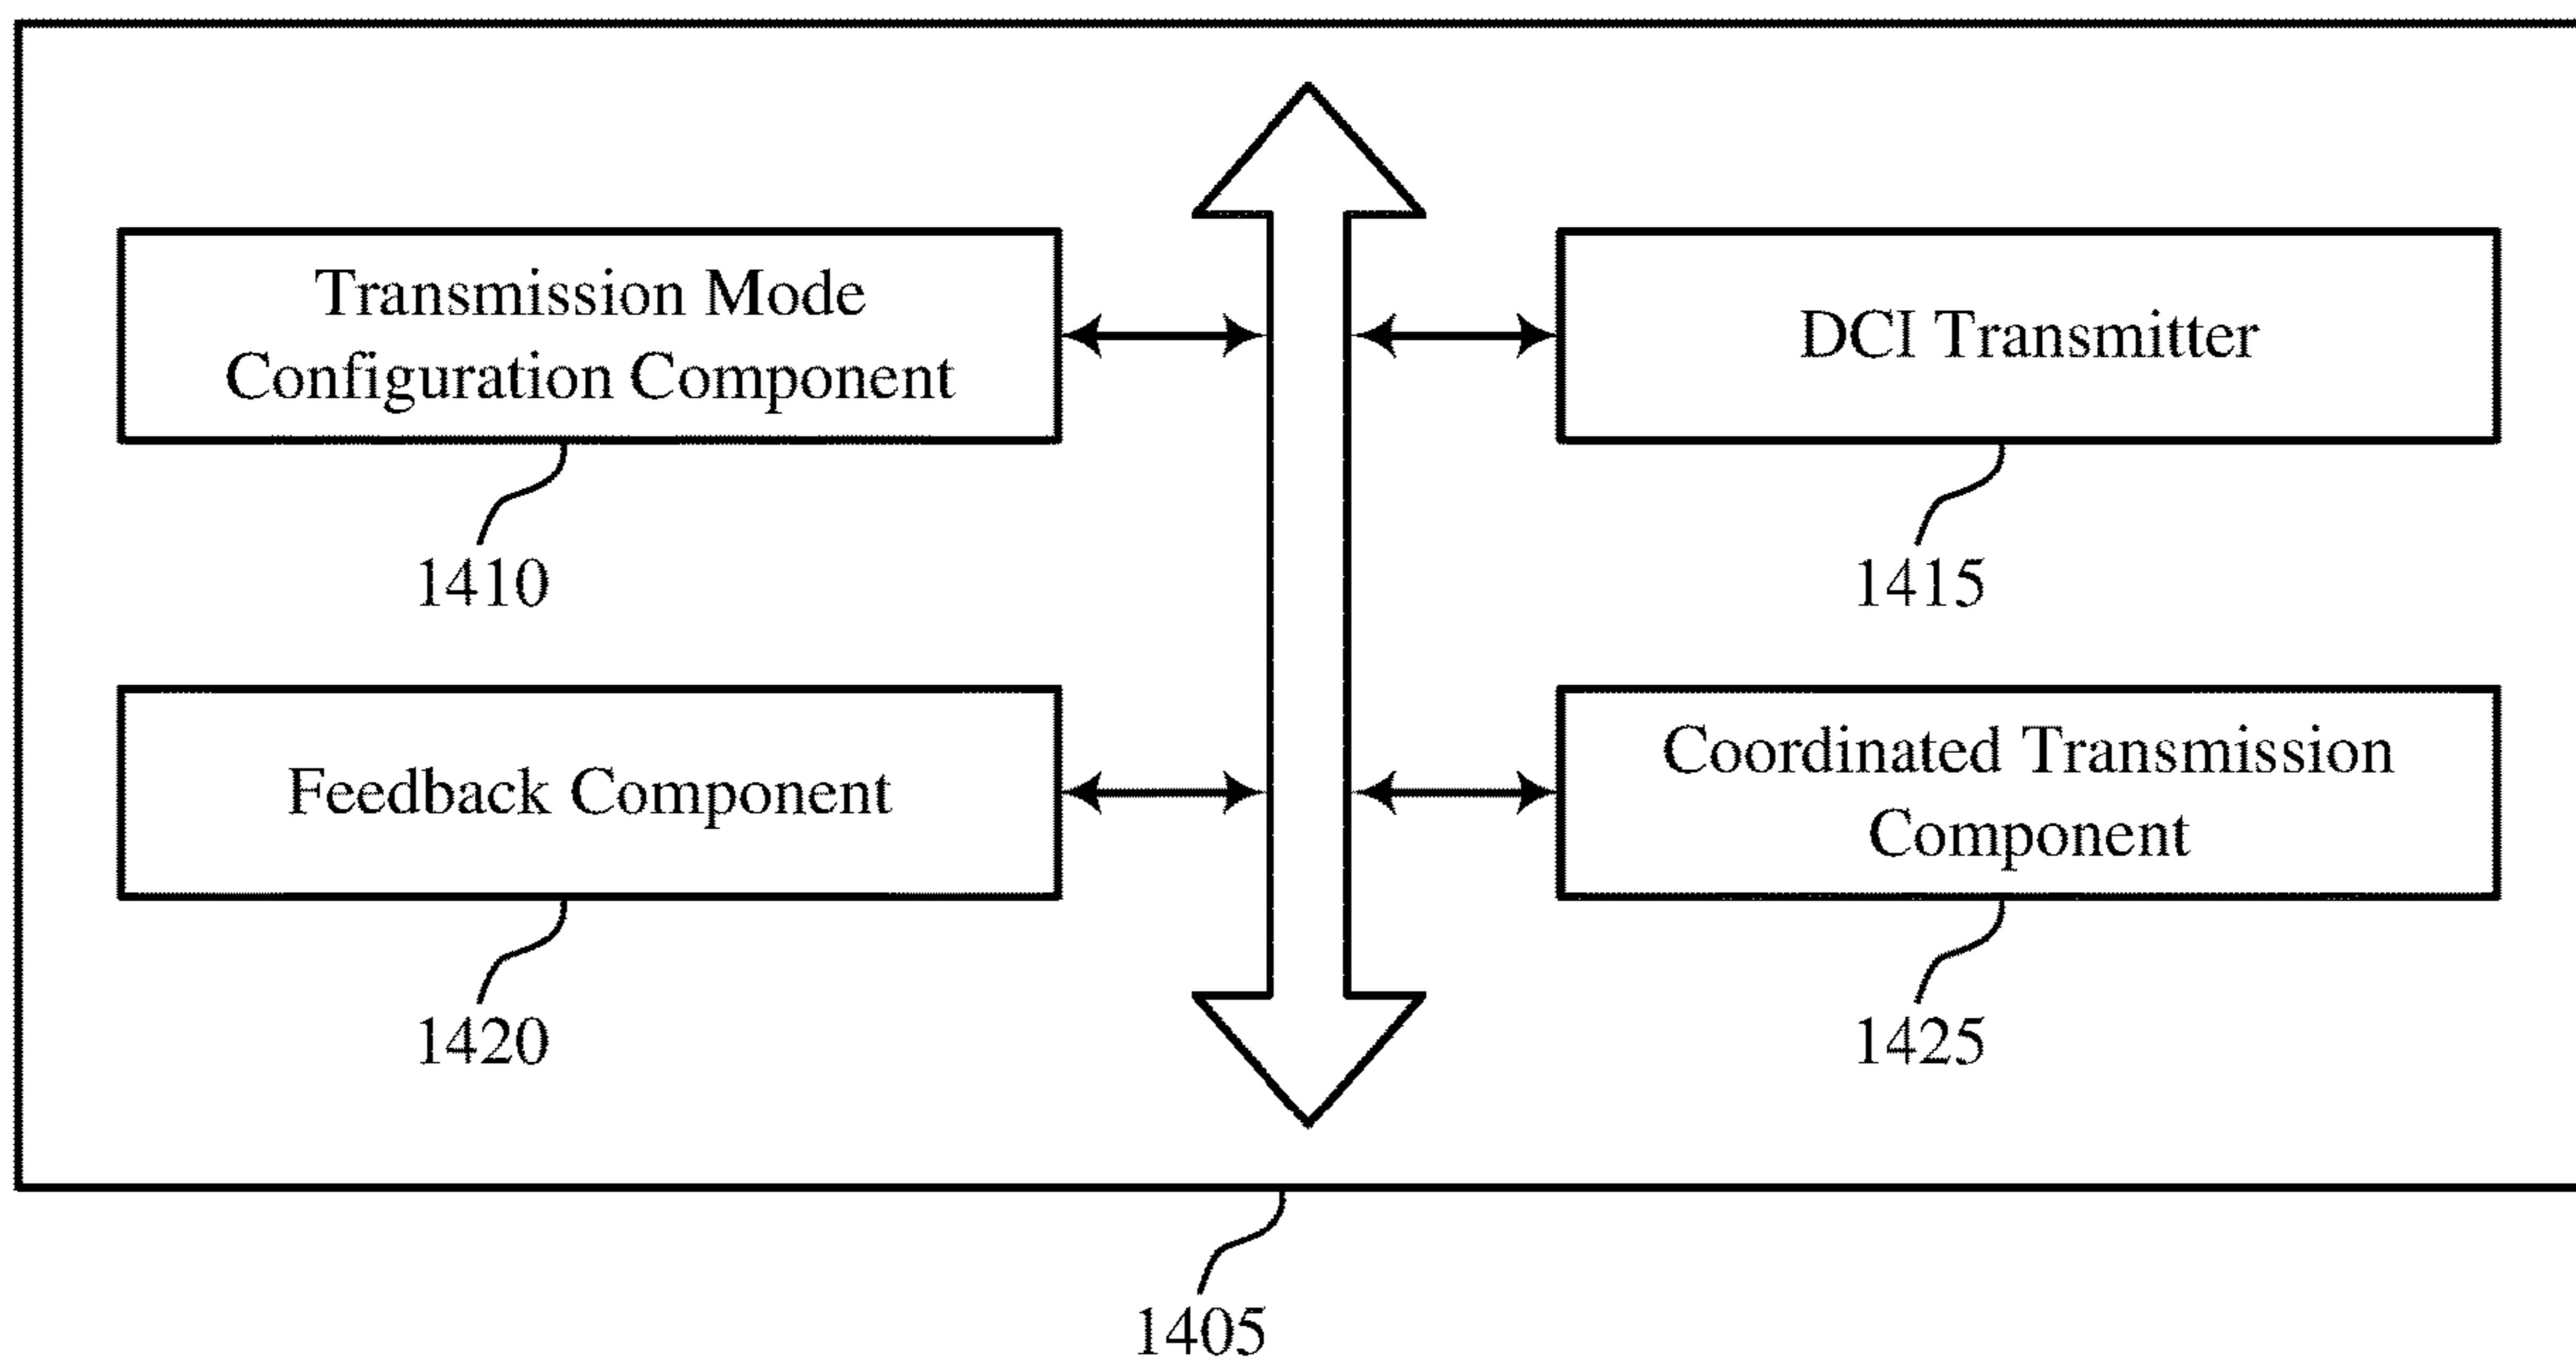 Transmission Mode
Configuration Component
1410
DCI Transmitter
1415
Feedback Component
1420
Coordinated Transmission
Component
1425
1405